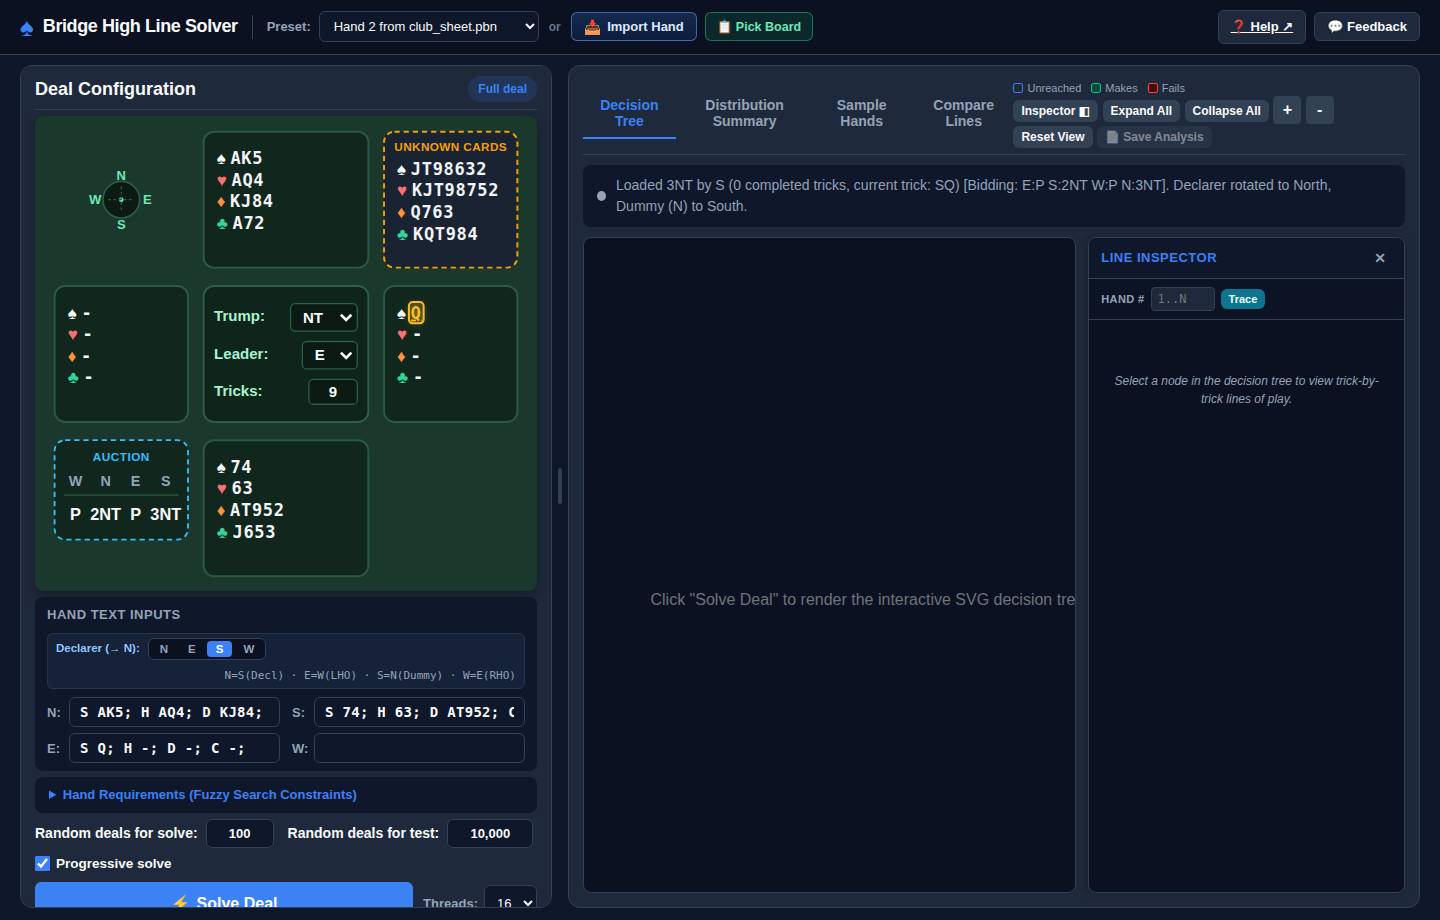 ♠ Bridge High Line Solver
Preset: Hand 2 from club_sheet.pbn or 📥 Import Hand 📋 Pick Board
❓ Help ↗ 💬 Feedback
Deal Configuration
Full deal
N
W E
S
♠ AK5
♥ AQ4
♦ KJ84
♣ A72
UNKNOWN CARDS
♠ JT98632
♥ KJT98752
♦ Q763
♣ KQT984
♠ -
♥ -
♦ -
♣ -
Trump: NT
Leader: E
Tricks: 9
♠ Q
♥ -
♦ -
♣ -
AUCTION
W N E S
P 2NT P 3NT
♠ 74
♥ 63
♦ AT952
♣ J653
HAND TEXT INPUTS
Declarer (→ N): N E S W
N=S(Decl) · E=W(LHO) · S=N(Dummy) · W=E(RHO)
N: S AK5; H AQ4; D KJ84;
S: S 74; H 63; D AT952; C
E: S Q; H -; D -; C -;
W:
▶ Hand Requirements (Fuzzy Search Constraints)
Random deals for solve: 100 Random deals for test: 10,000
Progressive solve
⚡ Solve Deal
Threads: 16
Decision
Tree
Distribution
Summary
Sample
Hands
Compare
Lines
Unreached Makes Fails
Inspector ◧ Expand All Collapse All + -
Reset View 📄 Save Analysis
Loaded 3NT by S (0 completed tricks, current trick: SQ) [Bidding: E:P S:2NT W:P N:3NT]. Declarer rotated to North,
Dummy (N) to South.
Click "Solve Deal" to render the interactive SVG decision tre
LINE INSPECTOR ✕
HAND # 1..N Trace
Select a node in the decision tree to view trick-by-
trick lines of play.